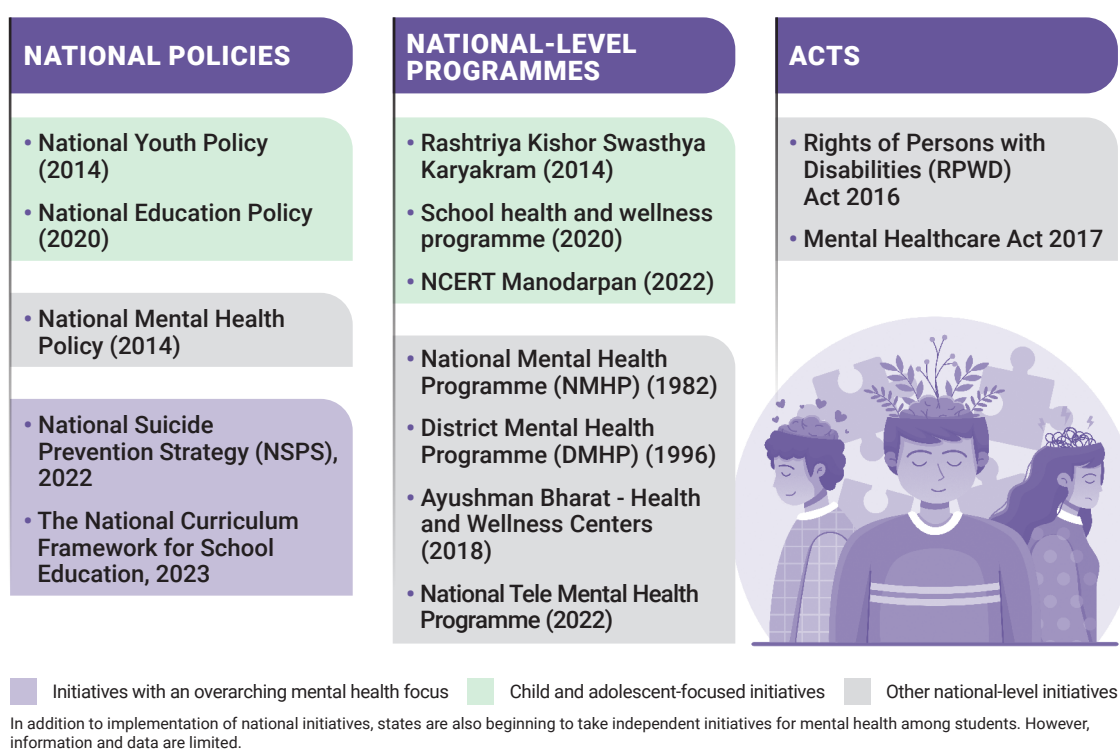 NATIONAL POLICIES
• National Youth Policy
(2014)
• National Education Policy
(2020)
• National Mental Health
Policy (2014)
• National Suicide
Prevention Strategy (NSPS),
2022
• The National Curriculum
Framework for School
Education, 2023
NATIONAL-LEVEL
PROGRAMMES
• Rashtriya Kishor Swasthya
Karyakram (2014)
• School health and wellness
programme (2020)
• NCERT Manodarpan (2022)
• National Mental Health
Programme (NMHP) (1982)
• District Mental Health
Programme (DMHP) (1996)
• Ayushman Bharat - Health
and Wellness Centers
(2018)
• National Tele Mental Health
Programme (2022)
ACTS
• Rights of Persons with
Disabilities (RPWD)
Act 2016
• Mental Healthcare Act 2017
Initiatives with an overarching mental health focus
Child and adolescent-focused initiatives
Other national-level initiatives
In addition to implementation of national initiatives, states are also beginning to take independent initiatives for mental health among students. However,
information and data are limited.